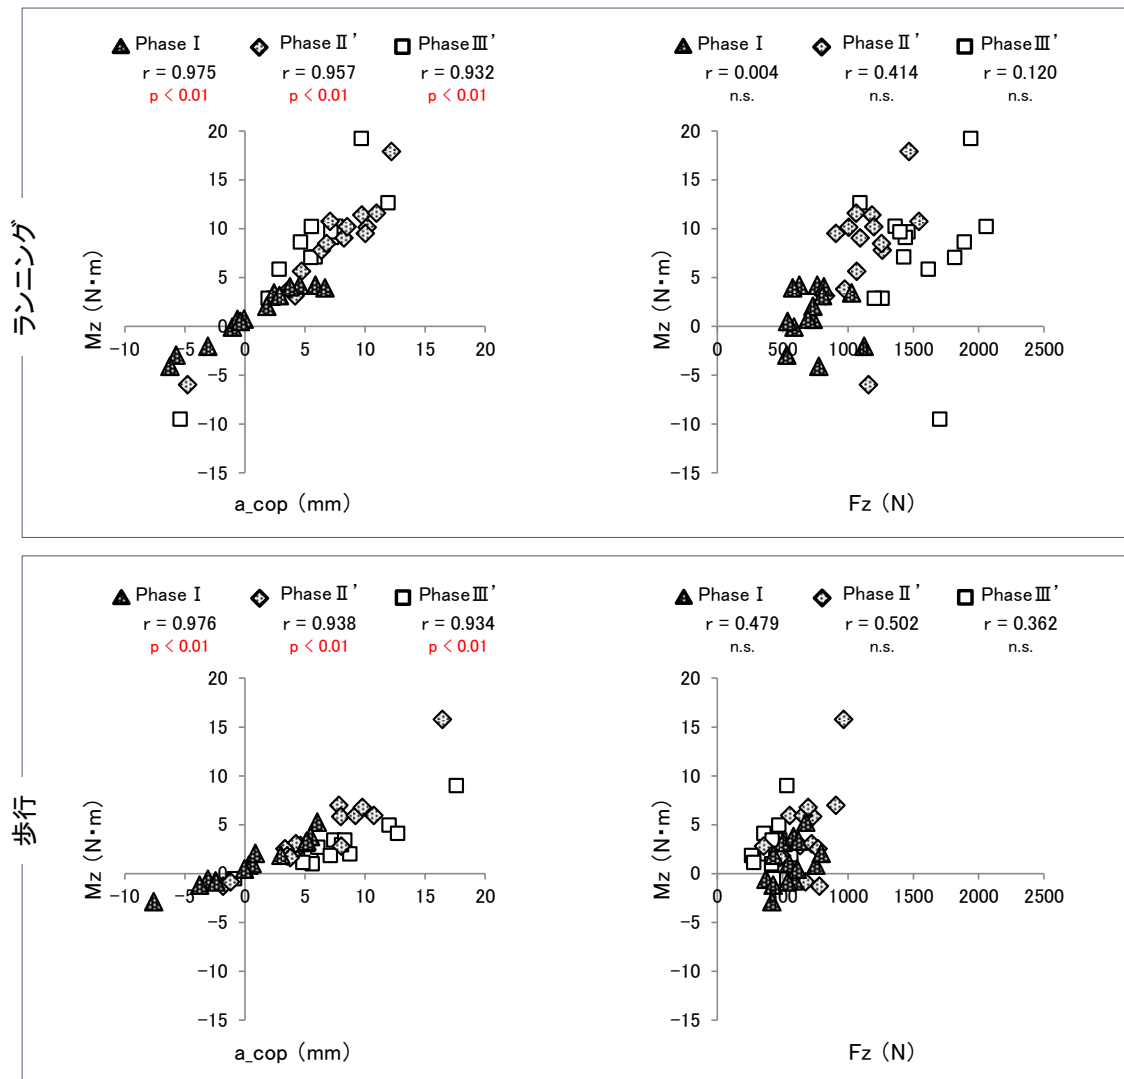 ランニング
Phase Ⅰ Phase Ⅱ’ Phase Ⅲ’
r = 0.975 r = 0.957 r = 0.932
p < 0.01 p < 0.01 p < 0.01
20
15
10
5
0
-5
-10
-15
-10 -5 0 5 10 15 20
Mz (N・m)
a_cop (mm)
Phase Ⅰ Phase Ⅱ’ Phase Ⅲ’
r = 0.004 r = 0.414 r = 0.120
n.s. n.s. n.s.
20
15
10
5
0
-5
-10
-15
0 500 1000 1500 2000 2500
Mz (N・m)
Fz (N)
歩行
Phase Ⅰ Phase Ⅱ’ Phase Ⅲ’
r = 0.976 r = 0.938 r = 0.934
p < 0.01 p < 0.01 p < 0.01
20
15
10
5
0
-5
-10
-15
-10 -5 0 5 10 15 20
Mz (N・m)
a_cop (mm)
Phase Ⅰ Phase Ⅱ’ Phase Ⅲ’
r = 0.479 r = 0.502 r = 0.362
n.s. n.s. n.s.
20
15
10
5
0
-5
-10
-15
0 500 1000 1500 2000 2500
Mz (N・m)
Fz (N)